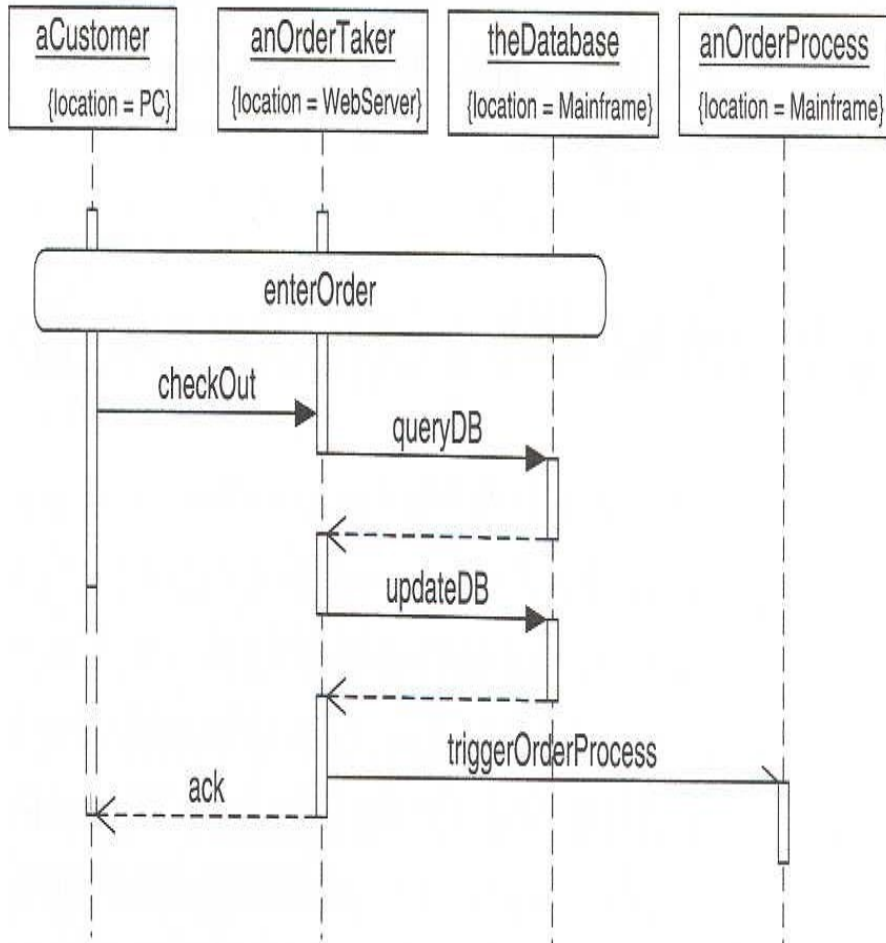 aCustomer
{location = PC}
anOrderTaker
{location = WebServer}
theDatabase
{location = Mainframe}
anOrderProcess
{location = Mainframe}
enterOrder
checkOut
queryDB
updateDB
triggerOrderProcess
ack